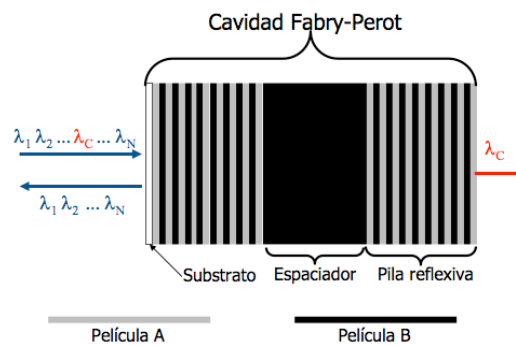 Cavidad Fabry-Perot
λ1 λ2 ... λC ... λN
λC
λ1 λ2 ... λN
Substrato
Espaciador
Pila reflexiva
Película A
Película B